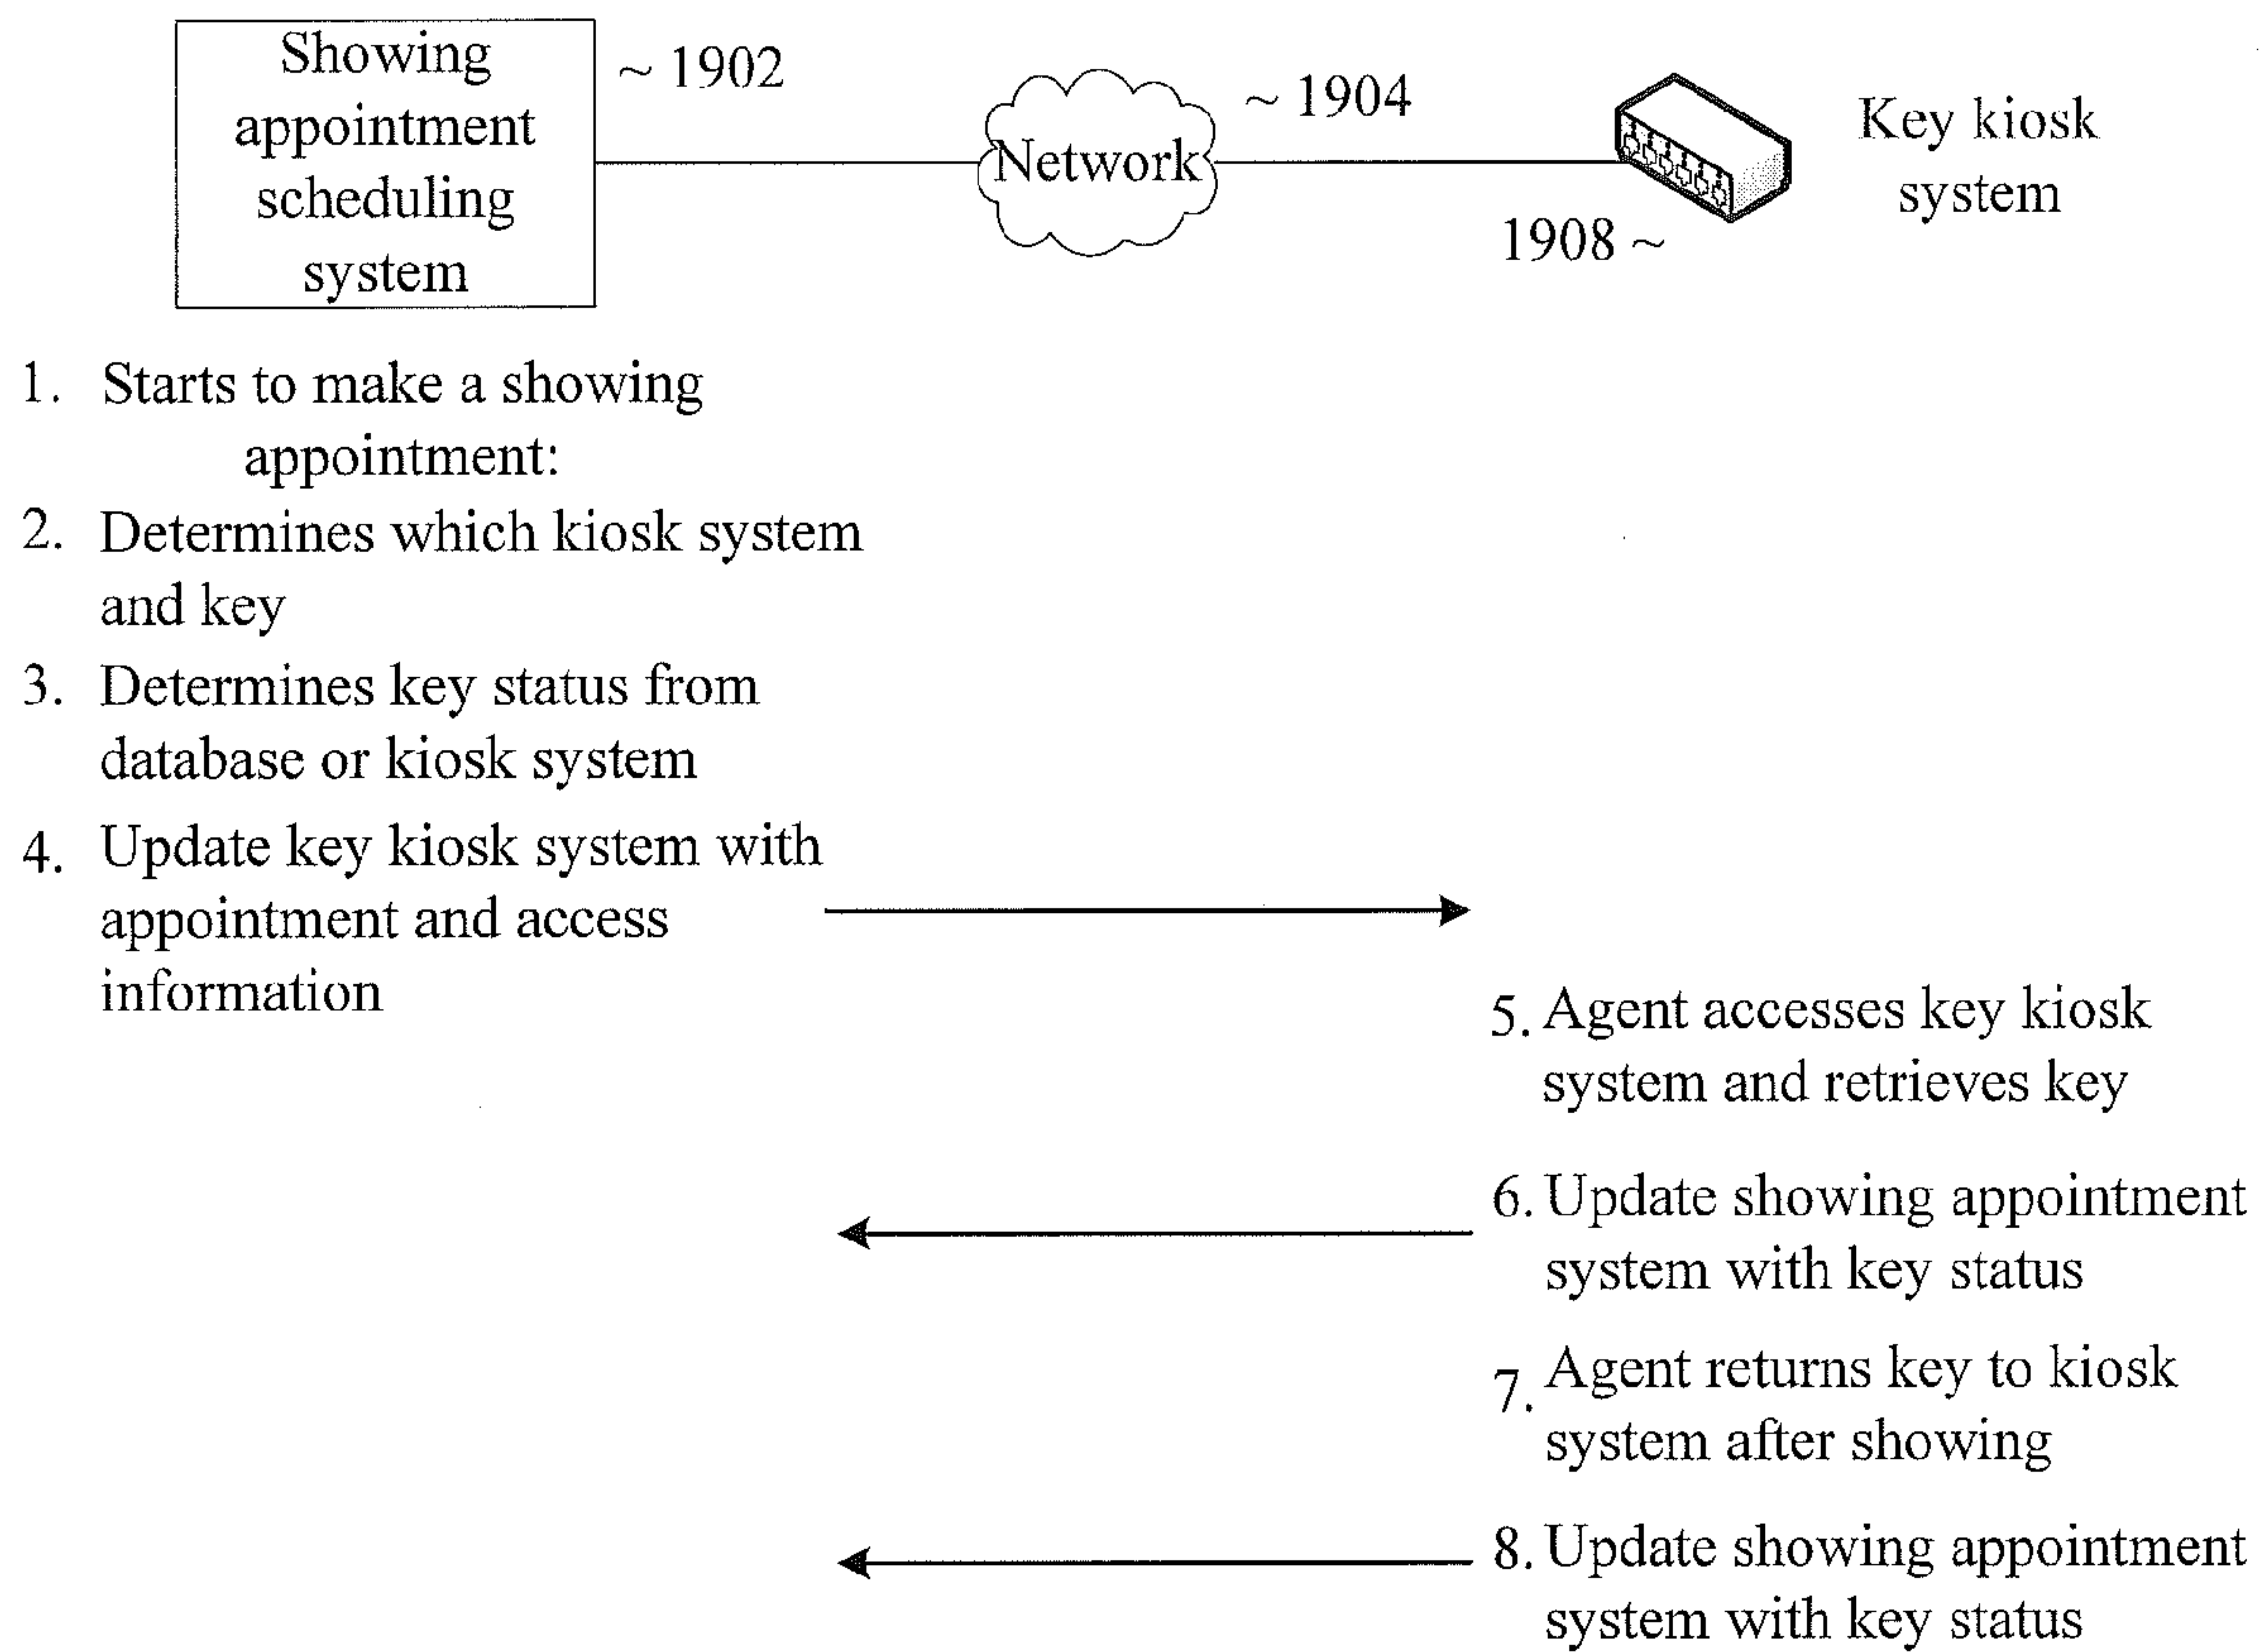 Showing
appointment
scheduling
system
~ 1902
Network
~ 1904
1908 ~
Key kiosk
system
1. Starts to make a showing
appointment:
2. Determines which kiosk system
and key
3. Determines key status from
database or kiosk system
4. Update key kiosk system with
appointment and access
information
5. Agent accesses key kiosk
system and retrieves key
6. Update showing appointment
system with key status
7. Agent returns key to kiosk
system after showing
8. Update showing appointment
system with key status